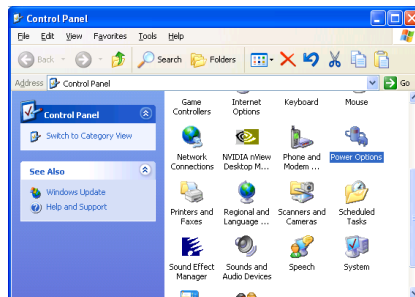 Control Panel
File Edit View Favorites Tools Help
Back Search Folders
Address Control Panel Go
Control Panel
Switch to Category View
See Also
Windows Update
Help and Support
Game Controllers
Internet Options
Keyboard
Mouse
Network Connections
NVIDIA nView Desktop M...
Phone and Modem ...
Power Options
Printers and Faxes
Regional and Language ...
Scanners and Cameras
Scheduled Tasks
Sound Effect Manager
Sounds and Audio Devices
Speech
System